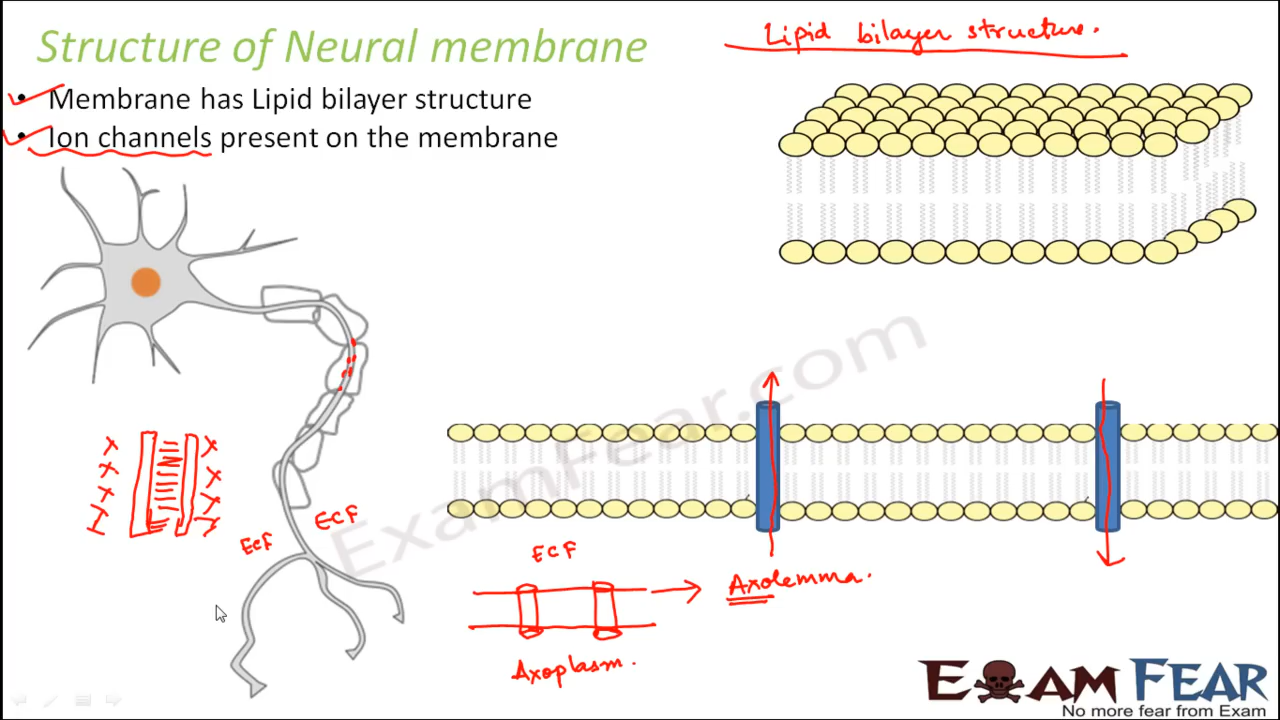 Structure of Neural membrane
Lipid bilayer structure.
• Membrane has Lipid bilayer structure
• Ion channels present on the membrane
ExamFear.com
ECF
ECF
ECF
Axolemma.
Axoplasm.
EXAM FEAR
No more fear from Exam